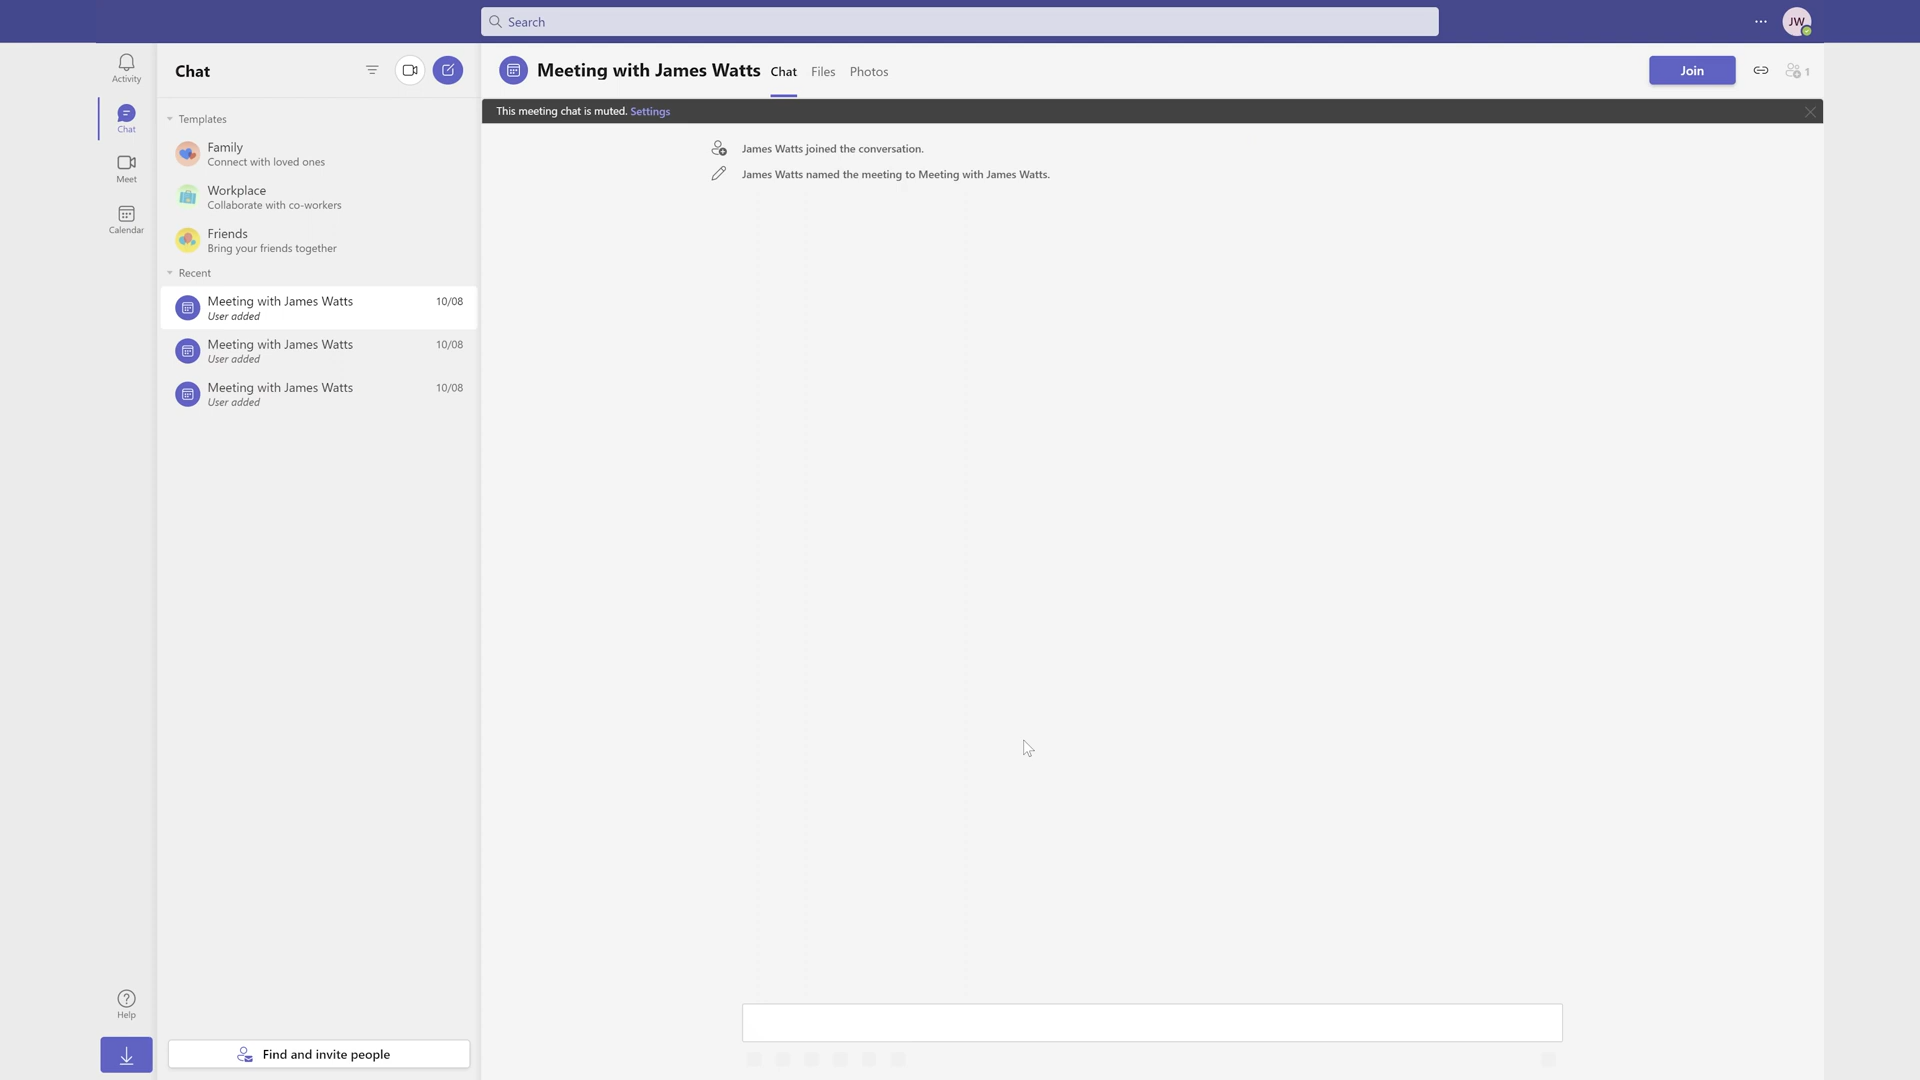 Search
JW
Activity
Chat
Meet
Calendar
Help
Chat
Templates
Family
Connect with loved ones
Workplace
Collaborate with co-workers
Friends
Bring your friends together
Recent
Meeting with James Watts 10/08
User added
Meeting with James Watts 10/08
User added
Meeting with James Watts 10/08
User added
Find and invite people
Meeting with James Watts Chat Files Photos
Join
1
This meeting chat is muted. Settings
James Watts joined the conversation.
James Watts named the meeting to Meeting with James Watts.